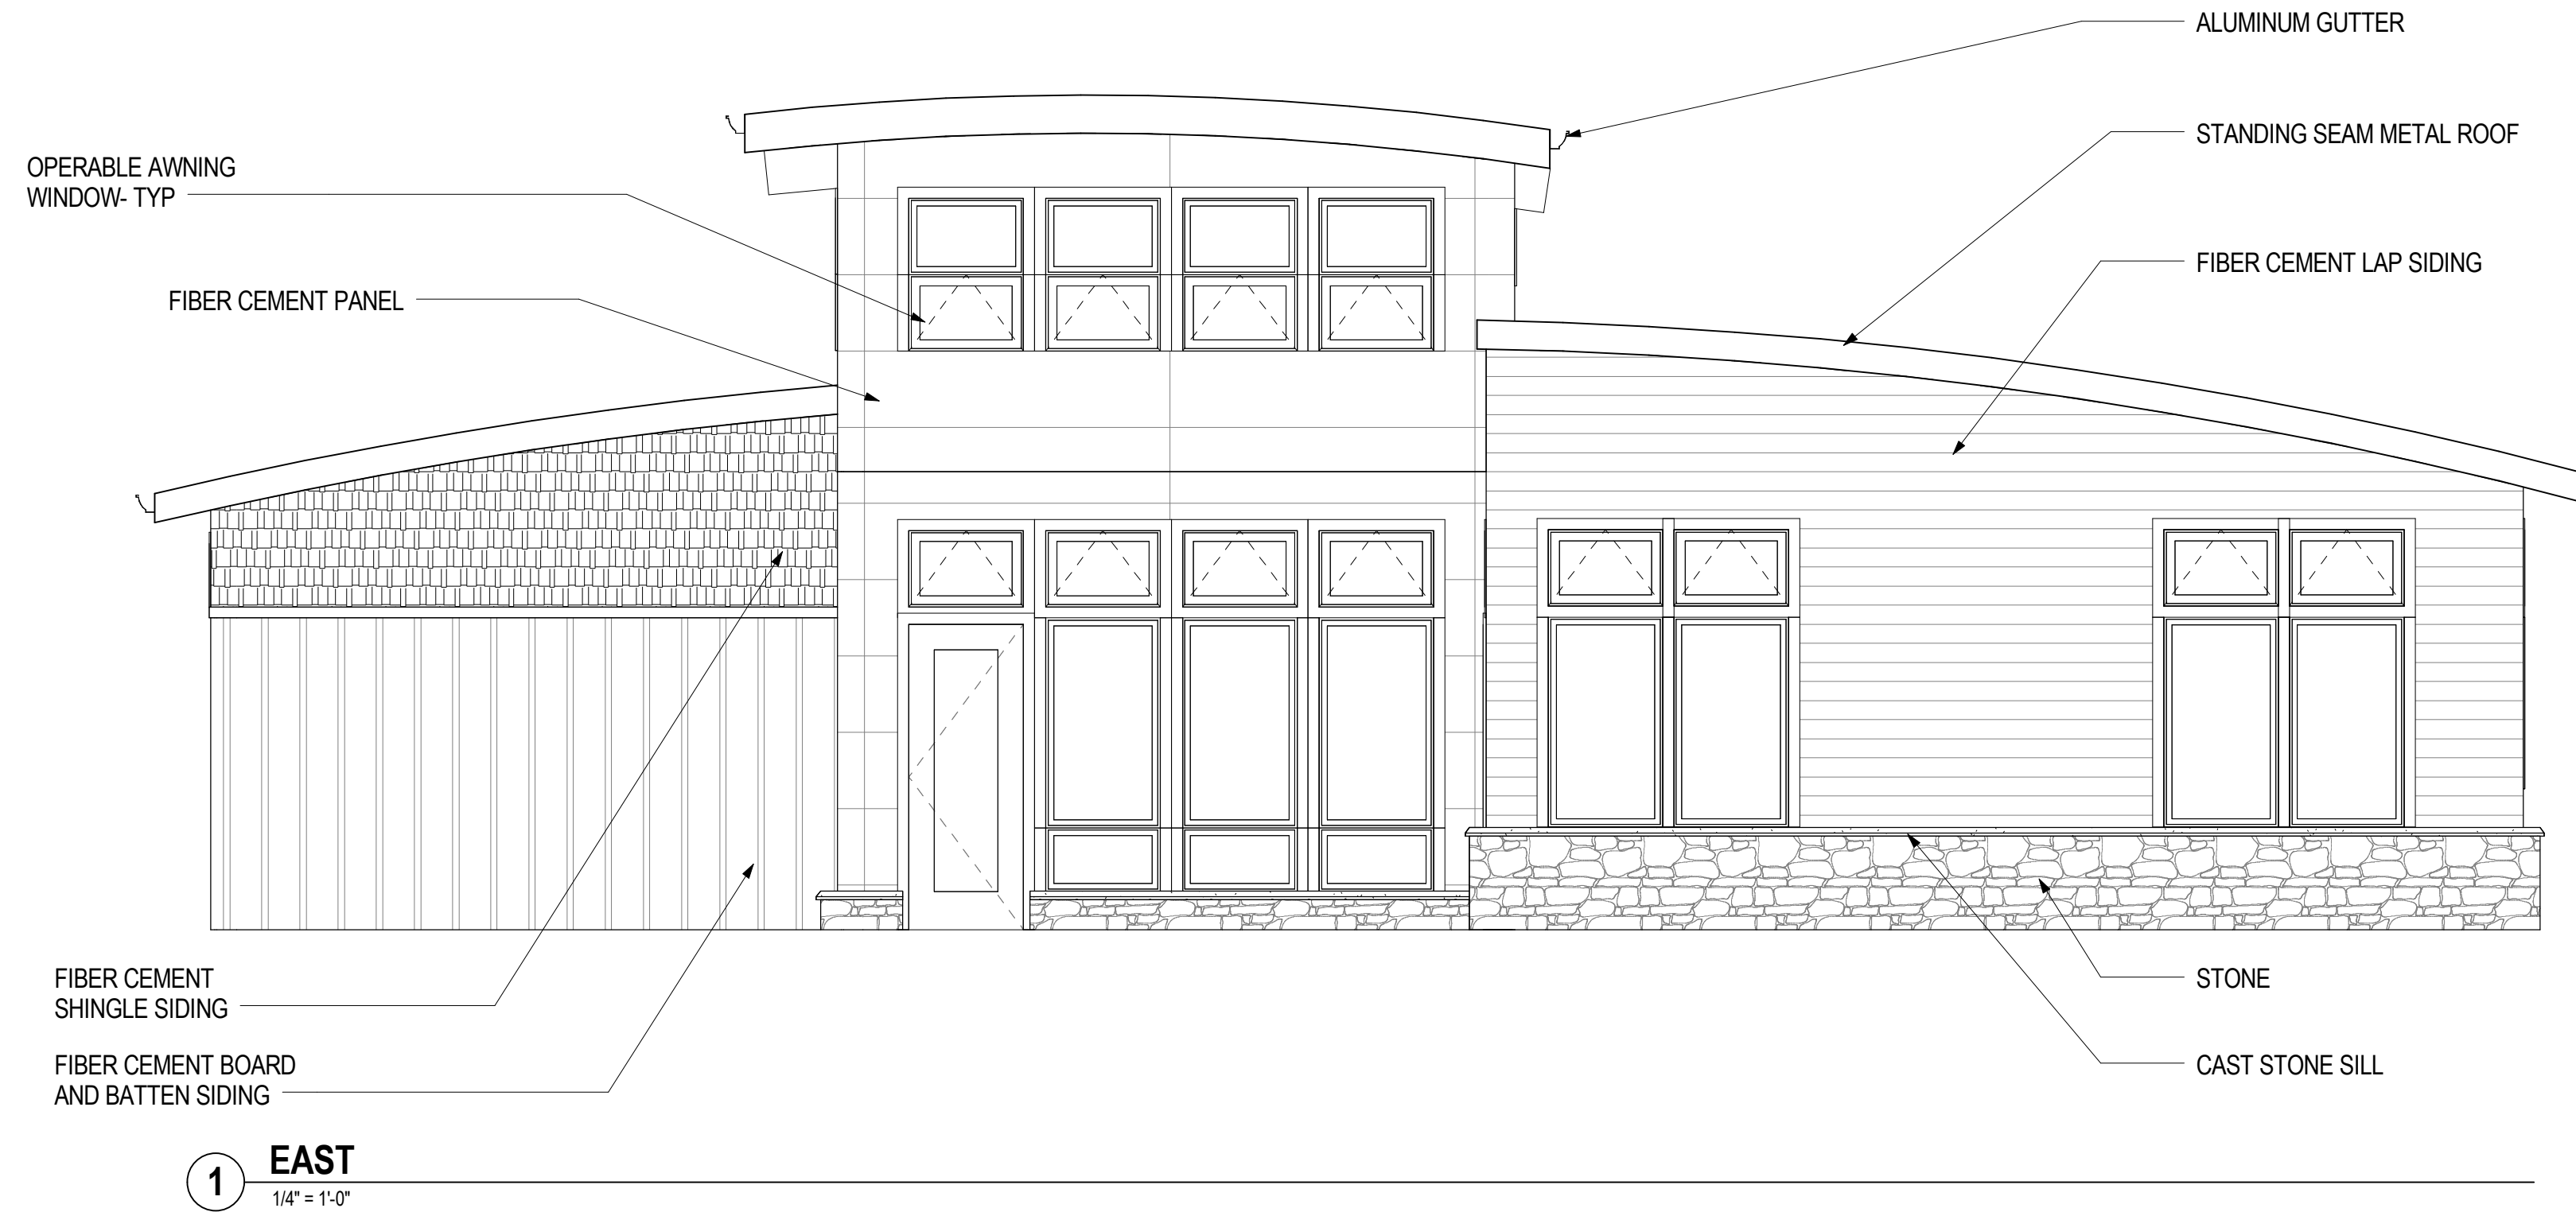 ALUMINUM GUTTER
STANDING SEAM METAL ROOF
OPERABLE AWNING
WINDOW- TYP
FIBER CEMENT LAP SIDING
FIBER CEMENT PANEL
FIBER CEMENT
SHINGLE SIDING
STONE
FIBER CEMENT BOARD
AND BATTEN SIDING
CAST STONE SILL
1 EAST
1/4" = 1'-0"